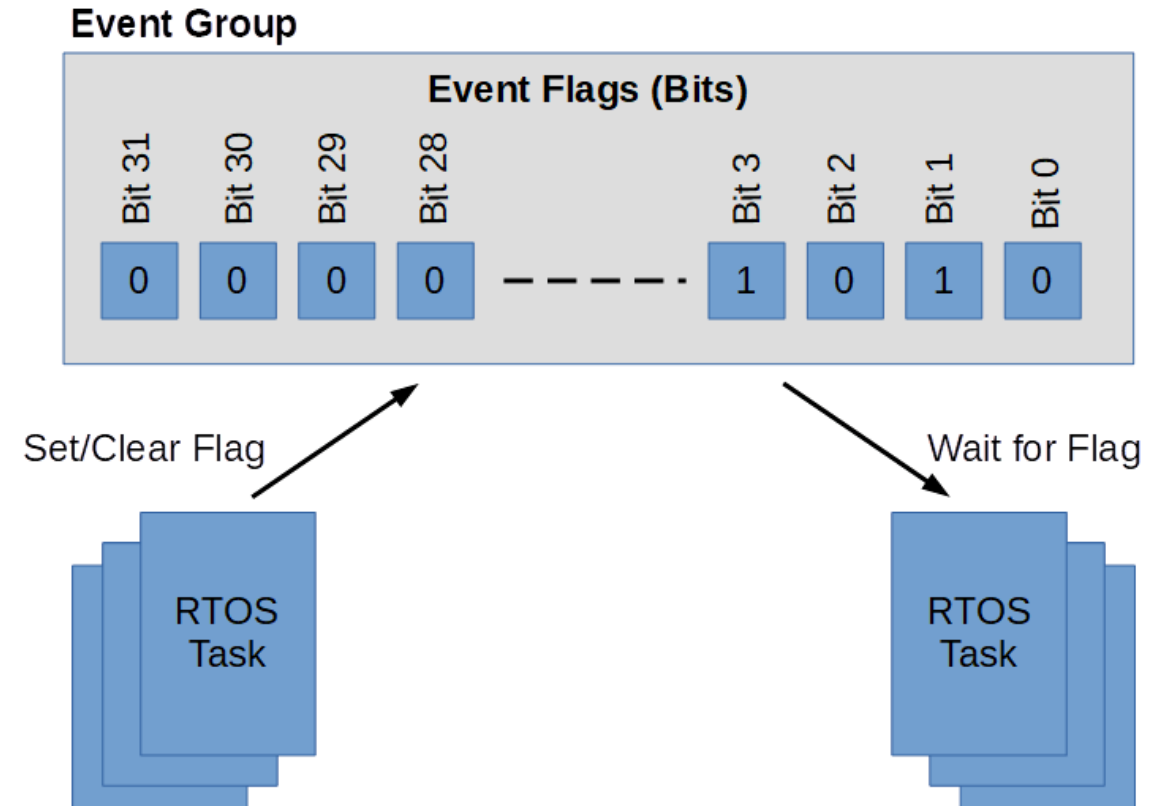 Event Group
Event Flags (Bits)
Bit 31 Bit 30 Bit 29 Bit 28 Bit 3 Bit 2 Bit 1 Bit 0
0 0 0 0 1 0 1 0
Set/Clear Flag
Wait for Flag
RTOS
Task
RTOS
Task